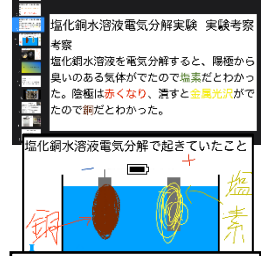 塩化銅水溶液電気分解実験 実験考察
考察
塩化銅水溶液を電気分解すると、陽極から
臭いのある気体がでたので塩素だとわかっ
た。陰極は赤くなり、潰すと金属光沢がで
たので銅だとわかった。
塩化銅水溶液電気分解で起きていたこと
− +
銅 塩素